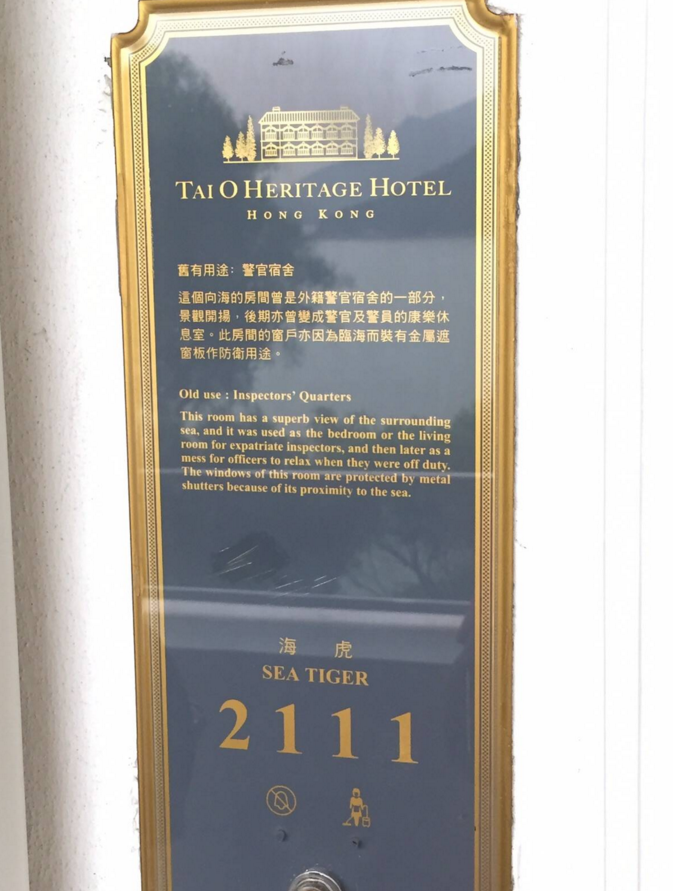 TAI O HERITAGE HOTEL
HONG KONG
舊有用途：警官宿舍
這個向海的房間曾是外籍警官宿舍的一部分，
景觀開揚，後期亦曾變成警官及警員的康樂休
息室。此房間的窗戶亦因為臨海而裝有金屬遮
窗板作防衛用途。
Old use : Inspectors' Quarters
This room has a superb view of the surrounding
sea, and it was used as the bedroom or the living
room for expatriate inspectors, and then later as a
mess for officers to relax when they were off duty.
The windows of this room are protected by metal
shutters because of its proximity to the sea.
海 虎
SEA TIGER
2111